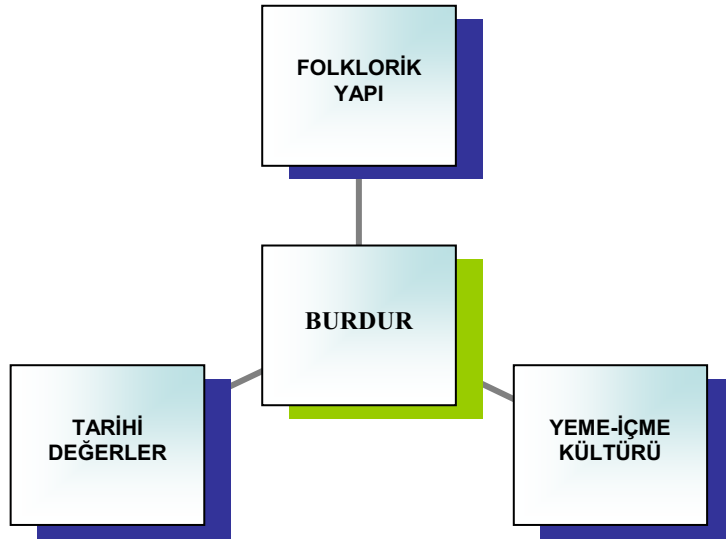 FOLKLORİK
YAPI
BURDUR
TARİHİ
DEĞERLER
YEME-İÇME
KÜLTÜRÜ